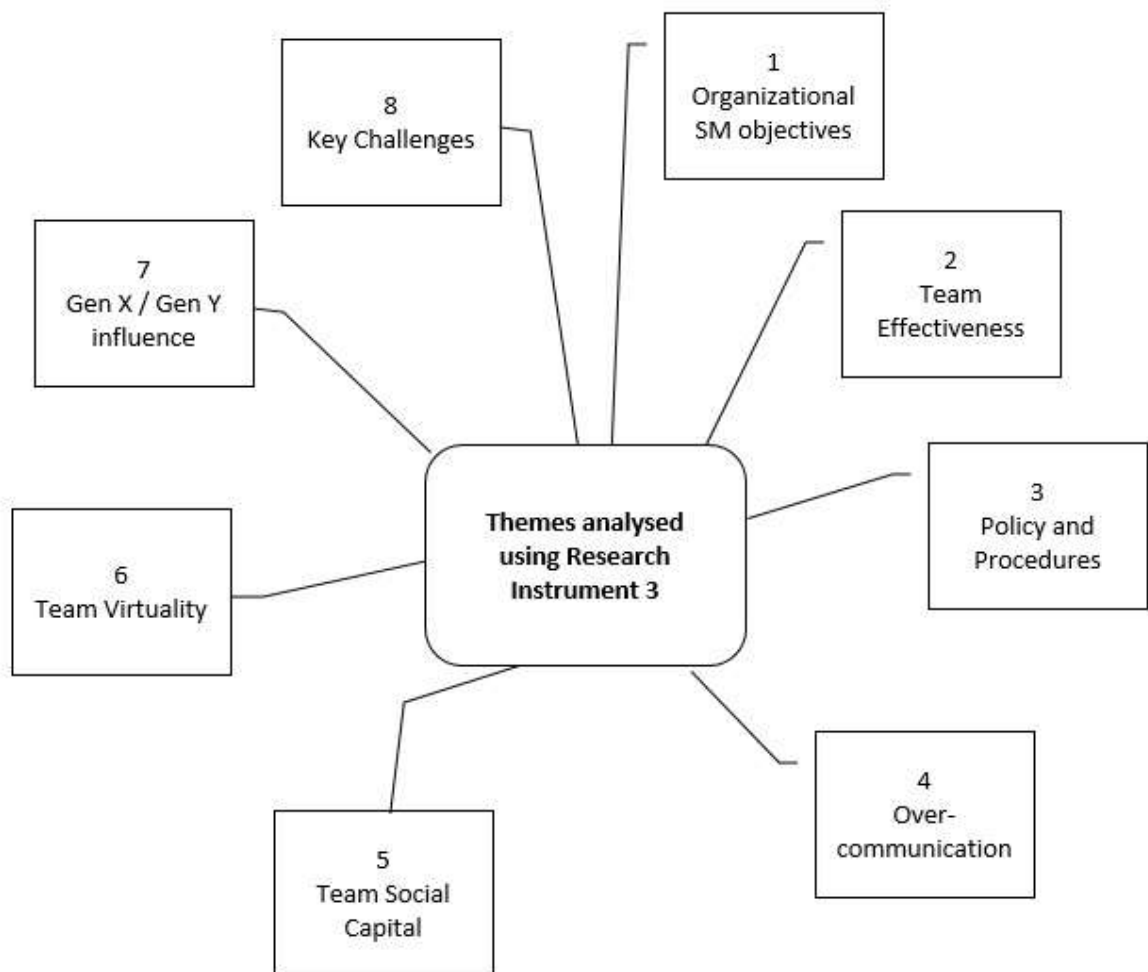 1
Organizational
SM objectives
2
Team
Effectiveness
3
Policy and
Procedures
4
Over-
communication
5
Team Social
Capital
6
Team Virtuality
7
Gen X / Gen Y
influence
8
Key Challenges
Themes analysed
using Research
Instrument 3